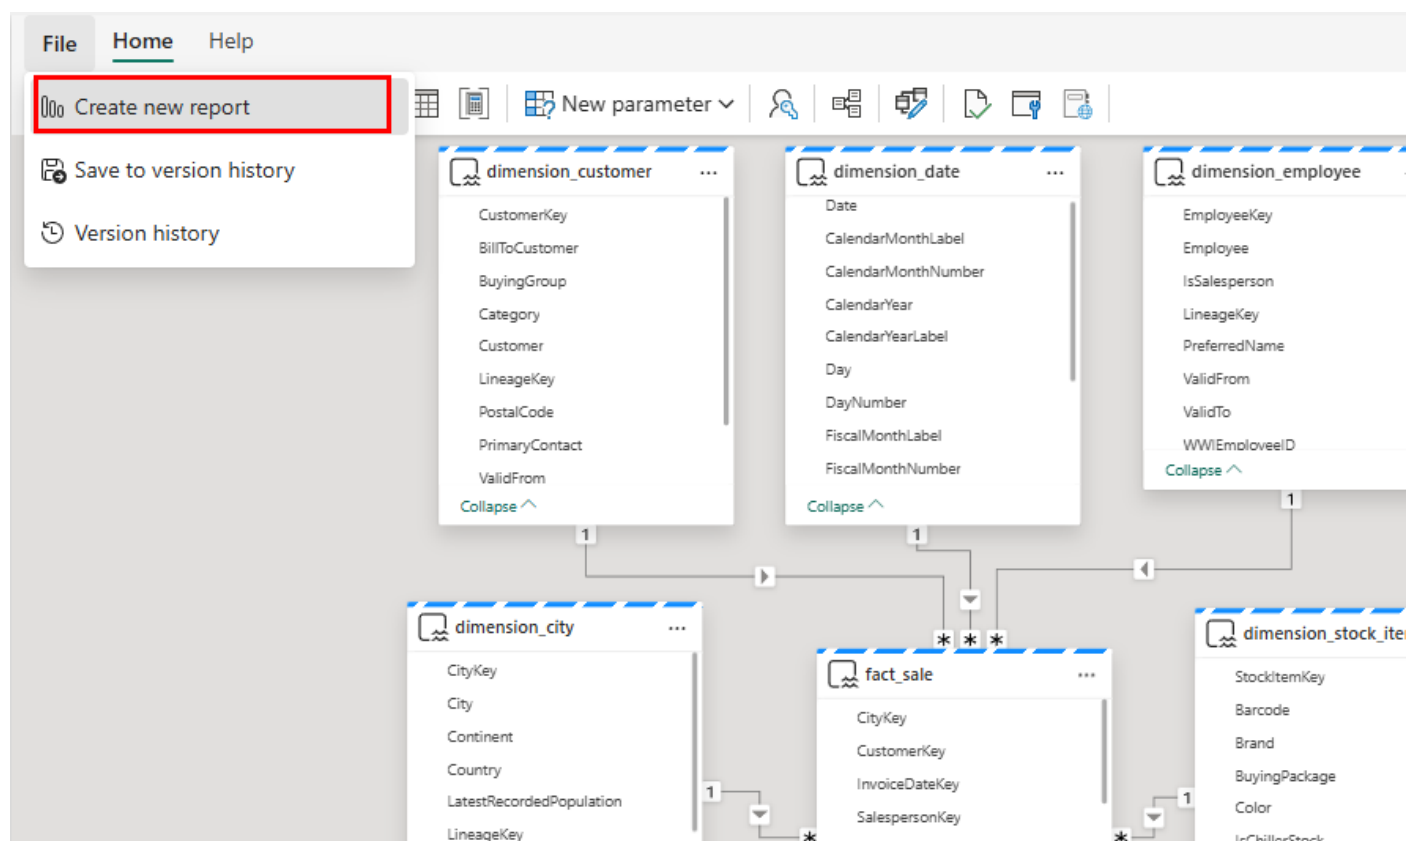 File Home Help
Create new report
Save to version history
Version history
New parameter
dimension_customer ...
CustomerKey
BillToCustomer
BuyingGroup
Category
Customer
LineageKey
PostalCode
PrimaryContact
ValidFrom
Collapse
1
dimension_date ...
Date
CalendarMonthLabel
CalendarMonthNumber
CalendarYear
CalendarYearLabel
Day
DayNumber
FiscalMonthLabel
FiscalMonthNumber
Collapse
1
dimension_employee
EmployeeKey
Employee
IsSalesperson
LineageKey
PreferredName
ValidFrom
ValidTo
WWIEmployeeID
Collapse
1
* * *
dimension_city ...
CityKey
City
Continent
Country
LatestRecordedPopulation
LineageKey
1
*
fact_sale ...
CityKey
CustomerKey
InvoiceDateKey
SalespersonKey
*
1
dimension_stock_ite
StockItemKey
Barcode
Brand
BuyingPackage
Color
IsChillerStock